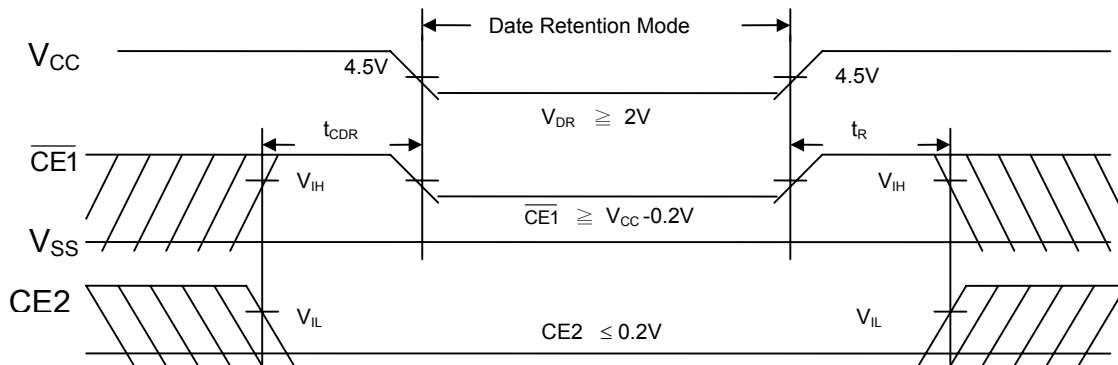 Date Retention Mode
VCC
4.5V
4.5V
VDR ≧ 2V
tCDR
tR
CE1
VIH
VIH
CE1 ≧ VCC-0.2V
VSS
CE2
VIL
VIL
CE2 ≤ 0.2V